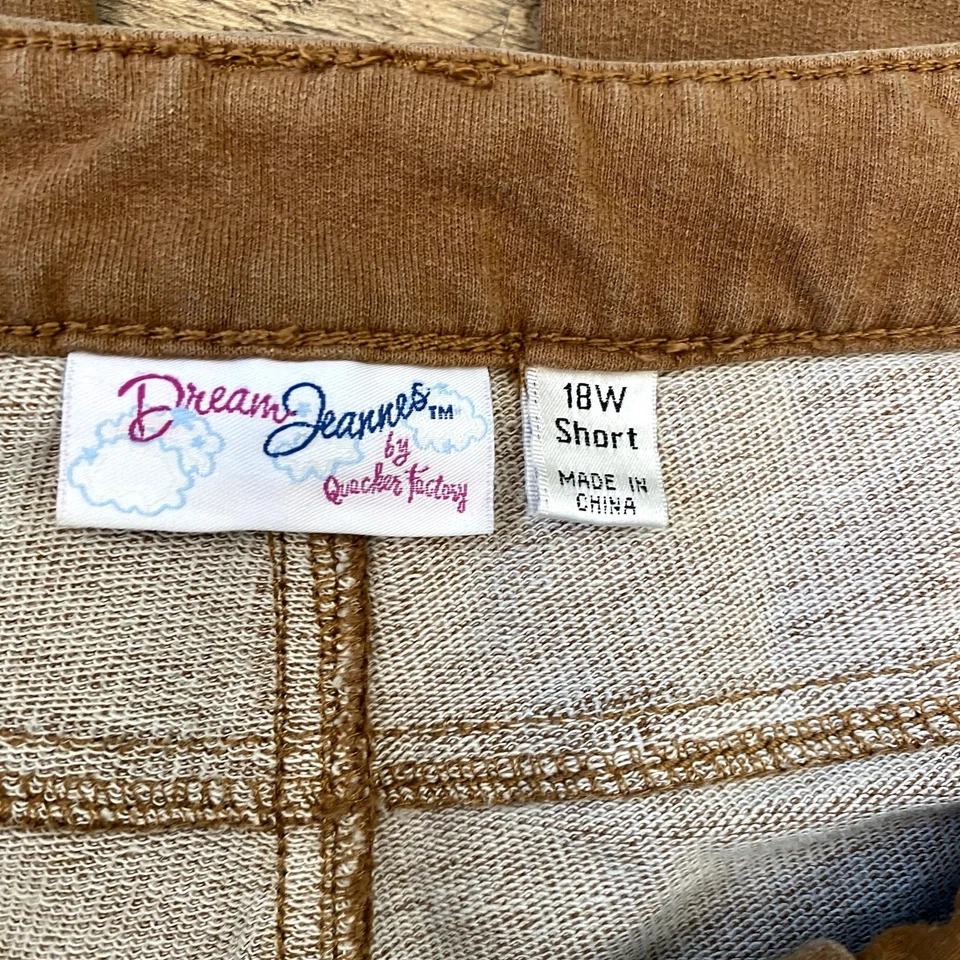 Dream Jeannes™
by
Quacker Factory
18W
Short
MADE IN
CHINA